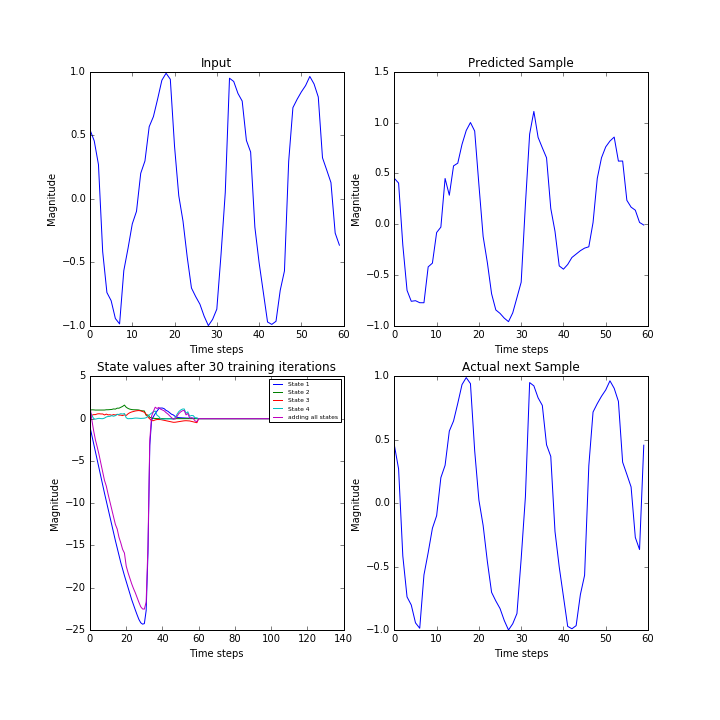 Input
1.0
0.5
0.0
−0.5
−1.0
Magnitude
0 10 20 30 40 50 60
Time steps
Predicted Sample
1.5
1.0
0.5
0.0
−0.5
−1.0
Magnitude
0 10 20 30 40 50 60
Time steps
State values after 30 training iterations
5
0
−5
−10
−15
−20
−25
Magnitude
0 20 40 60 80 100 120 140
Time steps
State 1
State 2
State 3
State 4
adding all states
Actual next Sample
1.0
0.5
0.0
−0.5
−1.0
Magnitude
0 10 20 30 40 50 60
Time steps